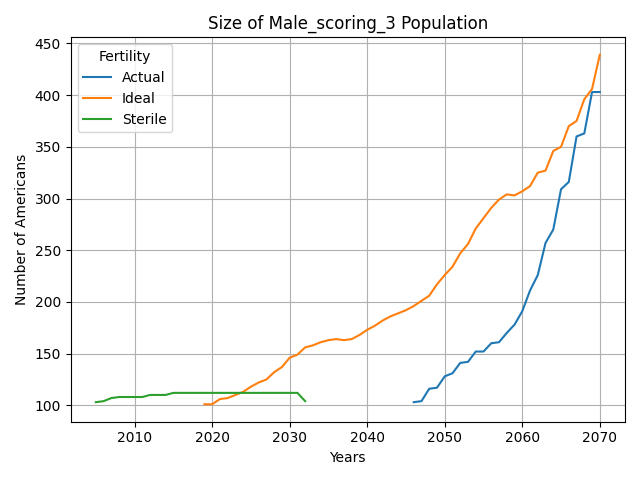 Size of Male_scoring_3 Population
Fertility
Actual
Ideal
Sterile
Number of Americans
450
400
350
300
250
200
150
100
2010
2020
2030
2040
2050
2060
2070
Years